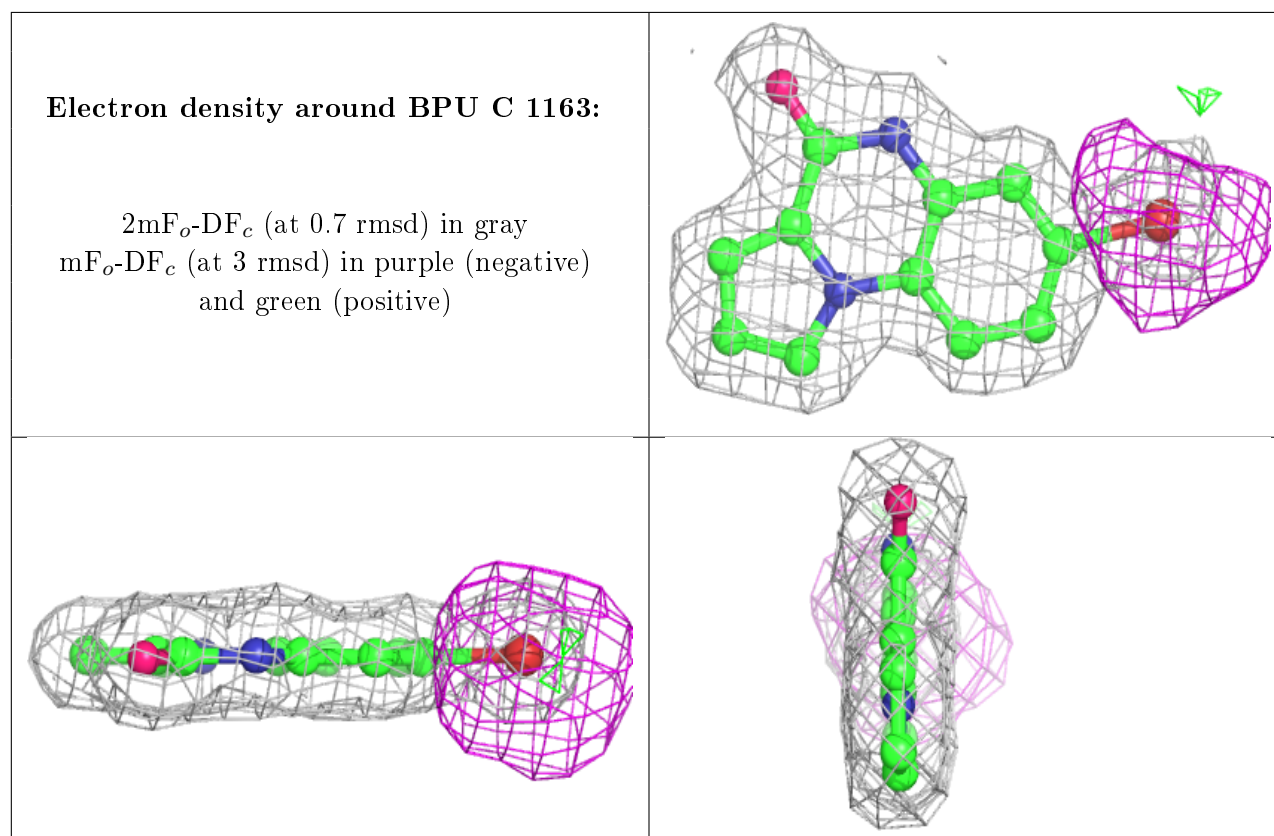 Electron density around BPU C 1163:
2mFₒ-DF𝒸 (at 0.7 rmsd) in gray
mFₒ-DF𝒸 (at 3 rmsd) in purple (negative)
and green (positive)